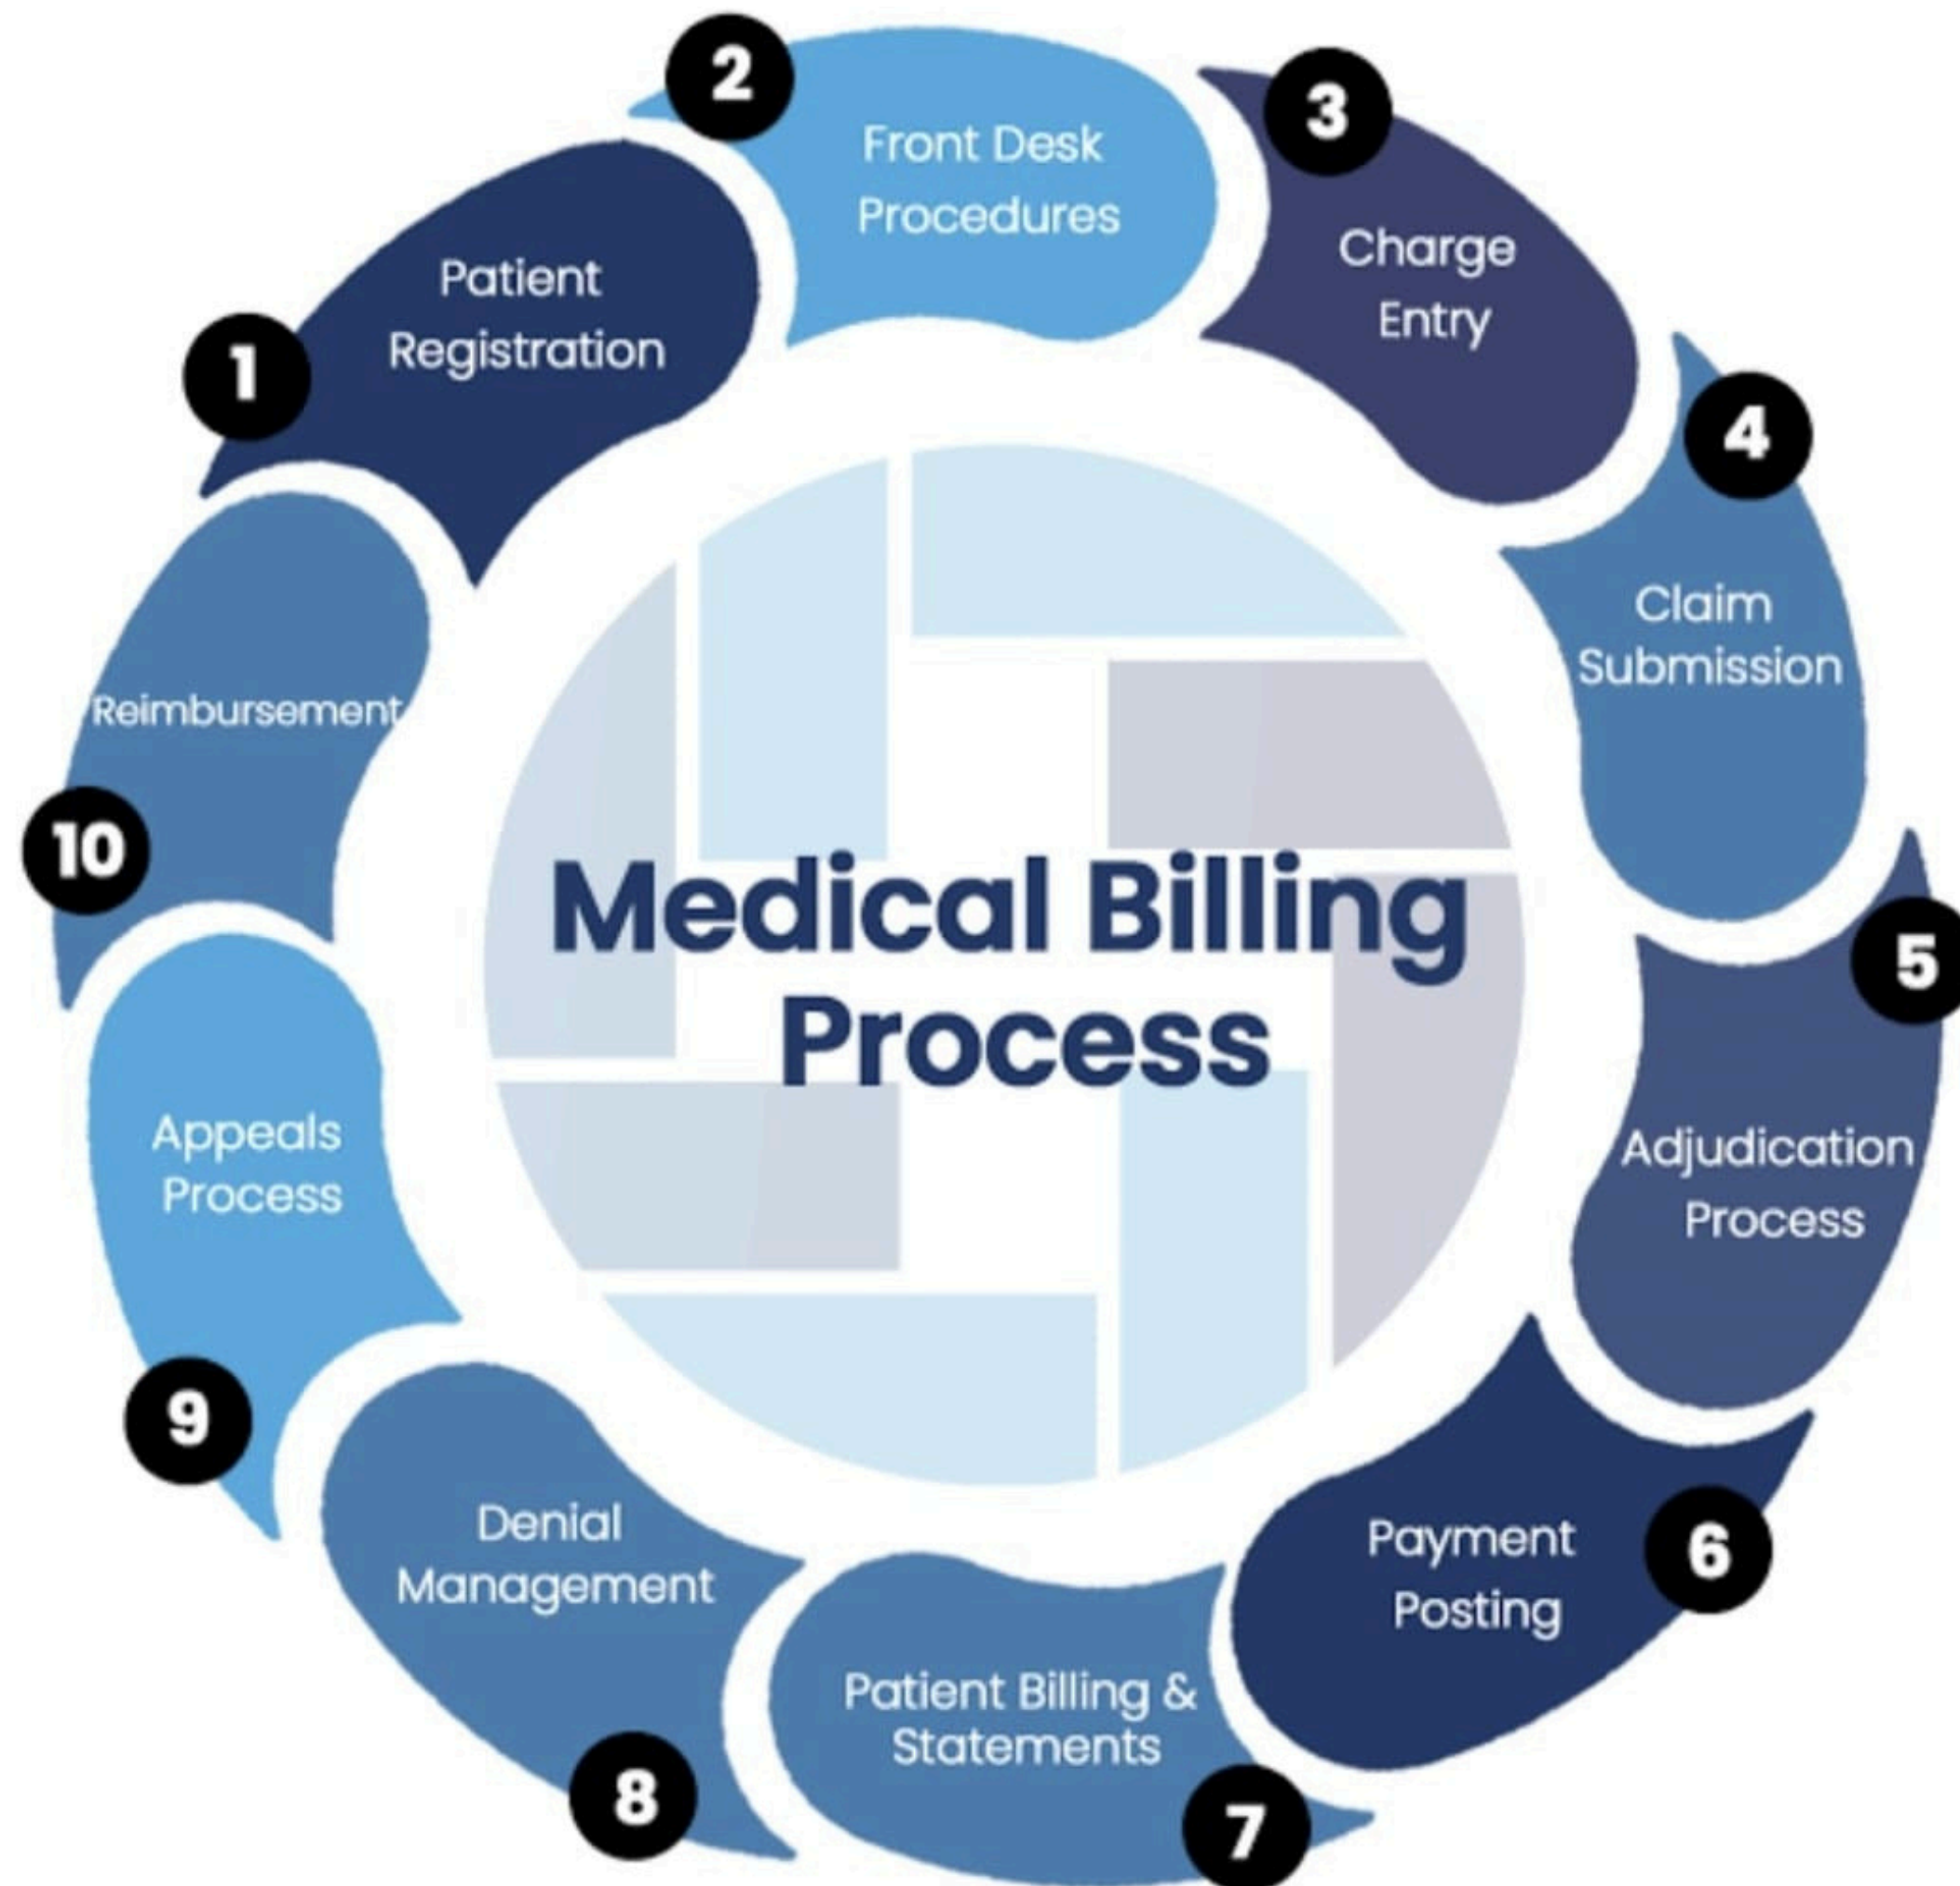 1
Patient
Registration
2
Front Desk
Procedures
3
Charge
Entry
4
Claim
Submission
5
Adjudication
Process
6
Payment
Posting
7
Patient Billing &
Statements
8
Denial
Management
9
Appeals
Process
10
Reimbursement
Medical Billing
Process